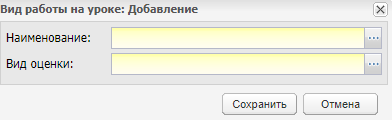 Вид работы на уроке: Добавление
Наименование:
Вид оценки:
Сохранить Отмена